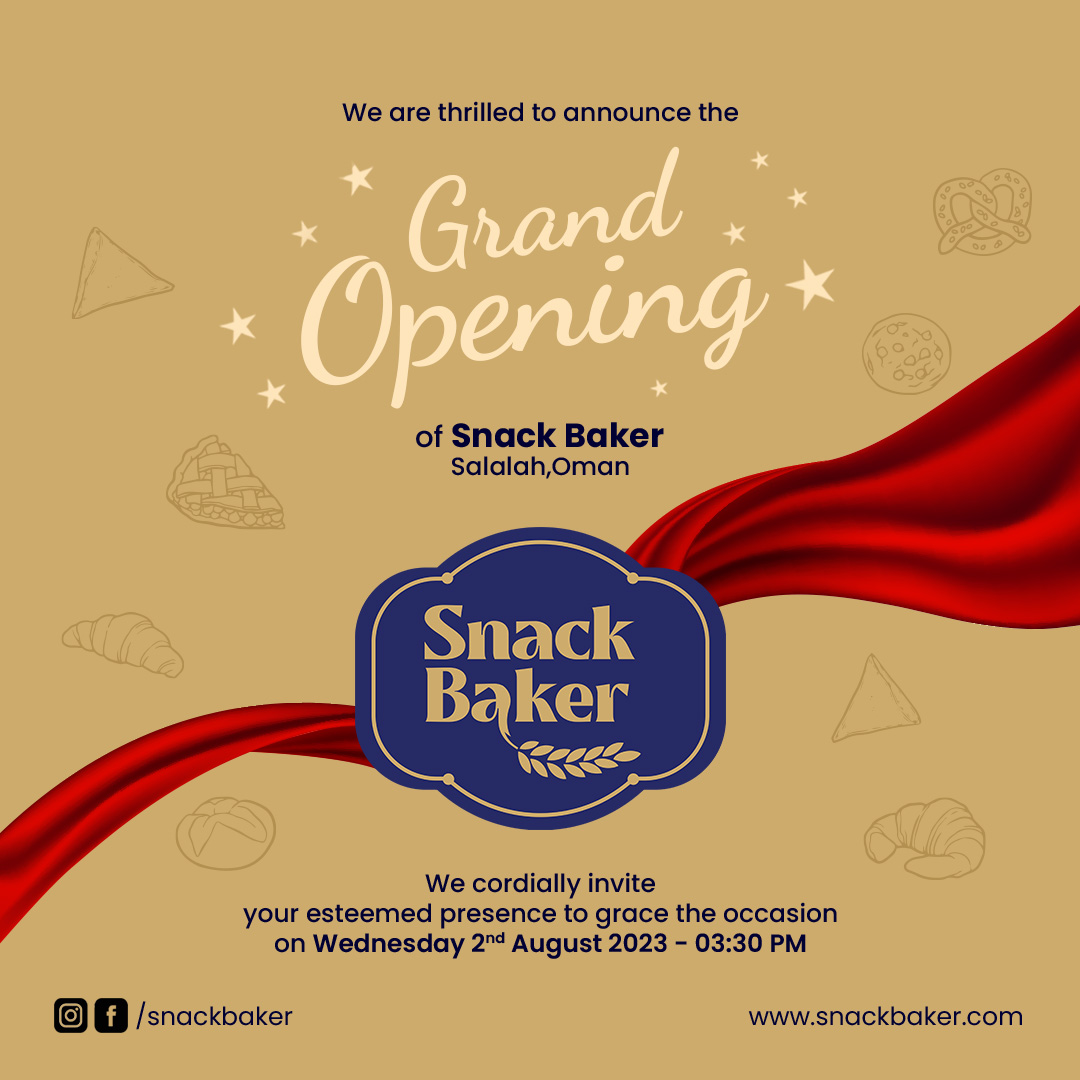 We are thrilled to announce the
Grand
Opening
of Snack Baker
Salalah,Oman
Snack
Baker
We cordially invite
your esteemed presence to grace the occasion
on Wednesday 2nd August 2023 - 03:30 PM
/snackbaker
www.snackbaker.com